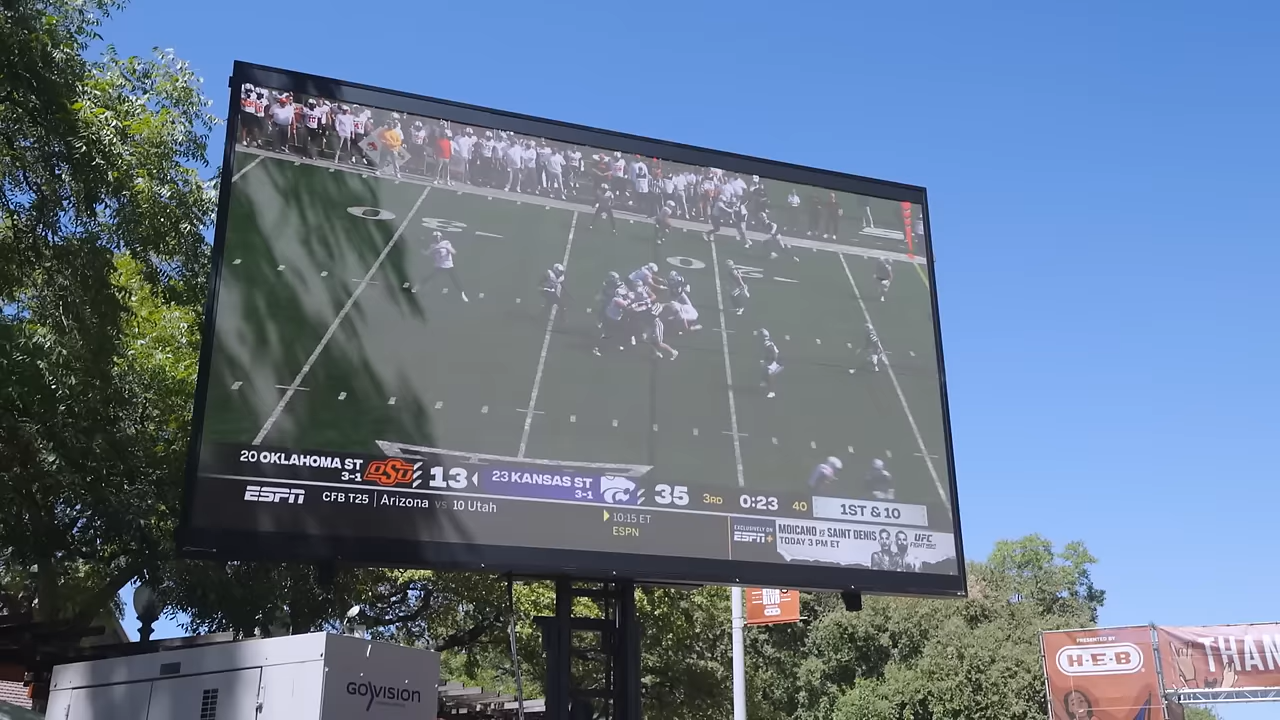 20 OKLAHOMA ST
3-1
OSU
13
23 KANSAS ST
3-1
35
3RD
0:23
40
1ST & 10
ESPN
CFB T25 | Arizona vs 10 Utah
10:15 ET
ESPN
EXCLUSIVELY ON
ESPN+
MOICANO VS SAINT DENIS
TODAY 3 PM ET
UFC
FIGHT NIGHT
GOVISION
BLVD
H-E-B
PRESENTED BY
H-E-B
THAN